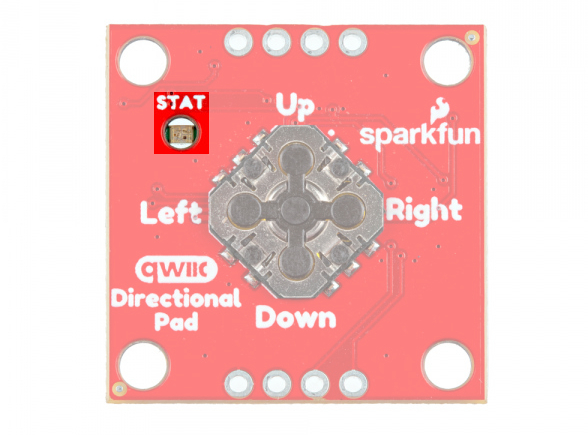 STAT
Up
sparkfun
Left
Right
qwiic
Directional
Pad
Down